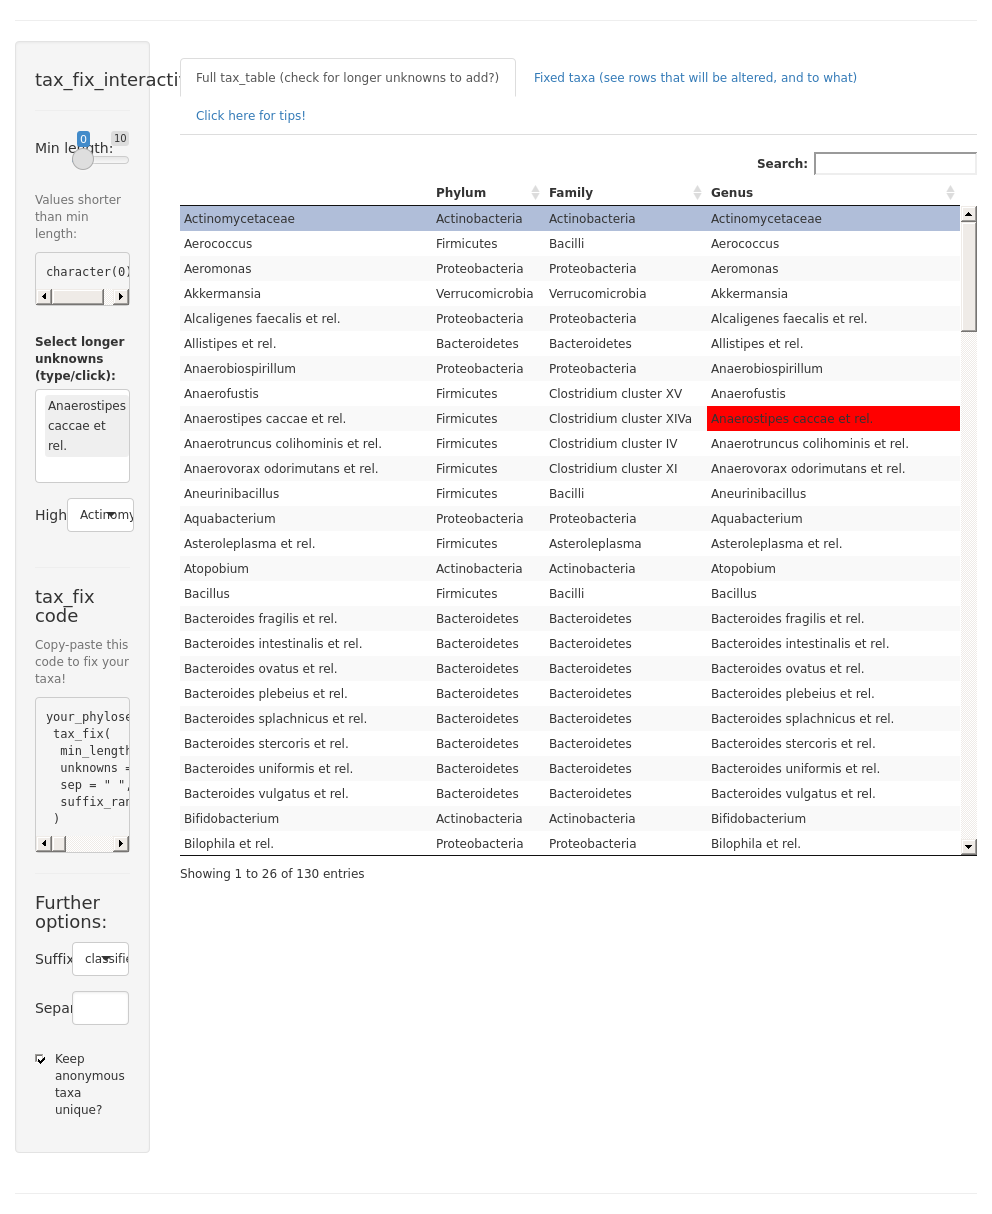 tax_fix_interacti
0
10
Min length:
Values shorter
than min
length:
character(0)
Select longer
unknowns
(type/click):
Anaerostipes
caccae et
rel.
High
Actinomy
tax_fix
code
Copy-paste this
code to fix your
taxa!
your_phylose
tax_fix(
min_length
unknowns =
sep = " ",
suffix_ran
)
Further
options:
Suffix
classifie
Separ
Keep
anonymous
taxa
unique?
Full tax_table (check for longer unknowns to add?)
Fixed taxa (see rows that will be altered, and to what)
Click here for tips!
Search:
Phylum Family Genus
Actinomycetaceae Actinobacteria Actinobacteria Actinomycetaceae
Aerococcus Firmicutes Bacilli Aerococcus
Aeromonas Proteobacteria Proteobacteria Aeromonas
Akkermansia Verrucomicrobia Verrucomicrobia Akkermansia
Alcaligenes faecalis et rel. Proteobacteria Proteobacteria Alcaligenes faecalis et rel.
Allistipes et rel. Bacteroidetes Bacteroidetes Allistipes et rel.
Anaerobiospirillum Proteobacteria Proteobacteria Anaerobiospirillum
Anaerofustis Firmicutes Clostridium cluster XV Anaerofustis
Anaerostipes caccae et rel. Firmicutes Clostridium cluster XIVa Anaerostipes caccae et rel.
Anaerotruncus colihominis et rel. Firmicutes Clostridium cluster IV Anaerotruncus colihominis et rel.
Anaerovorax odorimutans et rel. Firmicutes Clostridium cluster XI Anaerovorax odorimutans et rel.
Aneurinibacillus Firmicutes Bacilli Aneurinibacillus
Aquabacterium Proteobacteria Proteobacteria Aquabacterium
Asteroleplasma et rel. Firmicutes Asteroleplasma Asteroleplasma et rel.
Atopobium Actinobacteria Actinobacteria Atopobium
Bacillus Firmicutes Bacilli Bacillus
Bacteroides fragilis et rel. Bacteroidetes Bacteroidetes Bacteroides fragilis et rel.
Bacteroides intestinalis et rel. Bacteroidetes Bacteroidetes Bacteroides intestinalis et rel.
Bacteroides ovatus et rel. Bacteroidetes Bacteroidetes Bacteroides ovatus et rel.
Bacteroides plebeius et rel. Bacteroidetes Bacteroidetes Bacteroides plebeius et rel.
Bacteroides splachnicus et rel. Bacteroidetes Bacteroidetes Bacteroides splachnicus et rel.
Bacteroides stercoris et rel. Bacteroidetes Bacteroidetes Bacteroides stercoris et rel.
Bacteroides uniformis et rel. Bacteroidetes Bacteroidetes Bacteroides uniformis et rel.
Bacteroides vulgatus et rel. Bacteroidetes Bacteroidetes Bacteroides vulgatus et rel.
Bifidobacterium Actinobacteria Actinobacteria Bifidobacterium
Bilophila et rel. Proteobacteria Proteobacteria Bilophila et rel.
Showing 1 to 26 of 130 entries